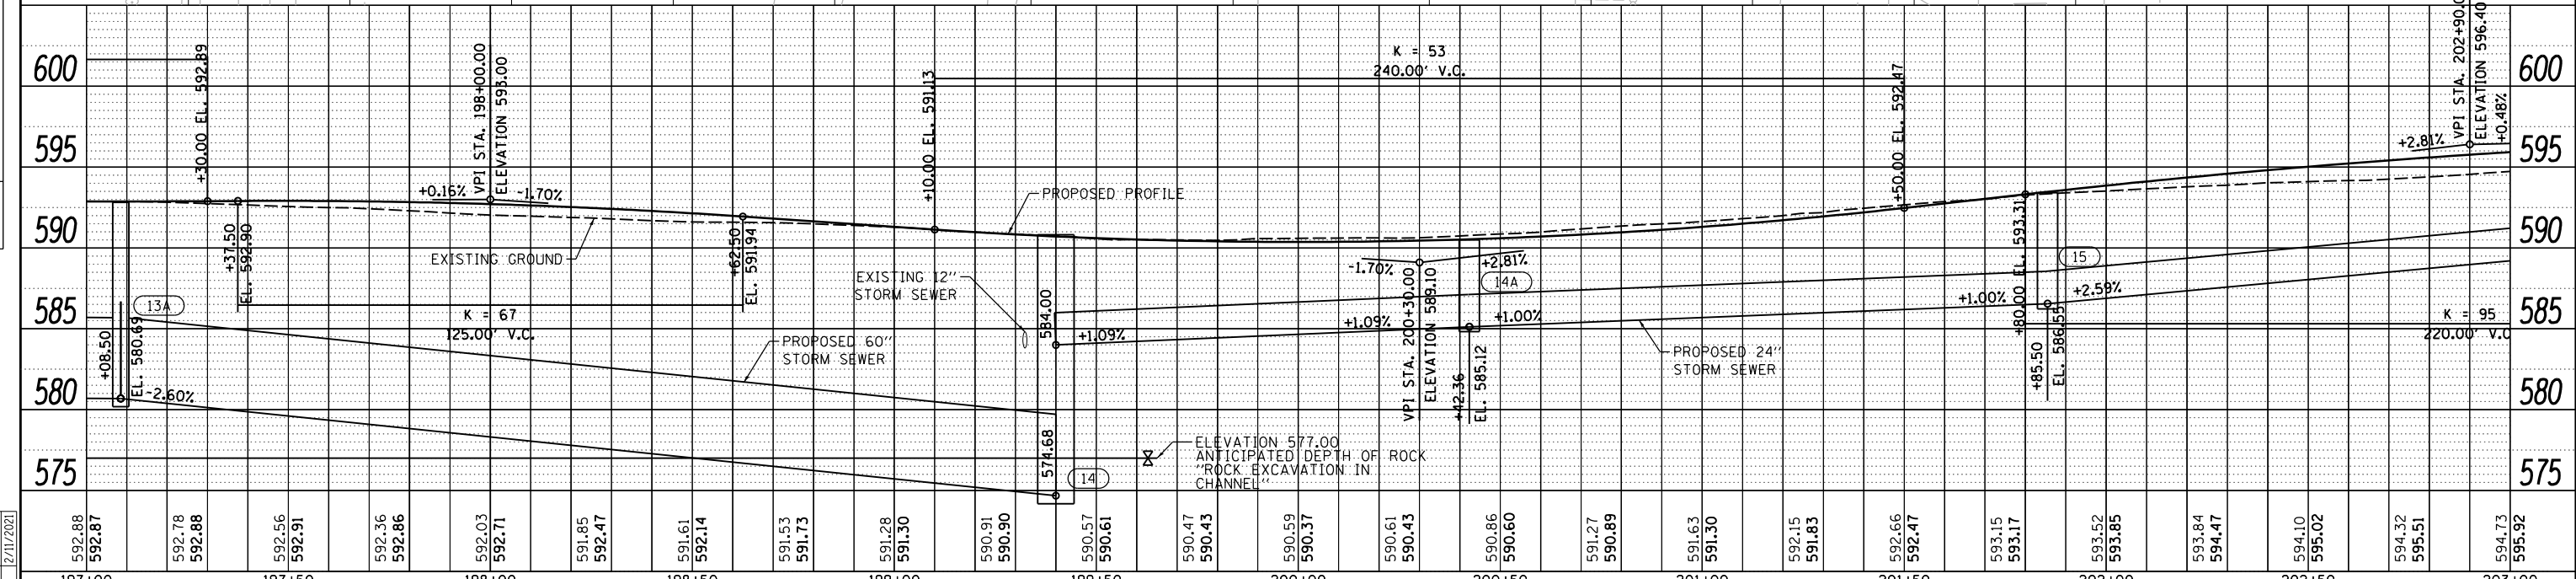 600
595
590
585
580
575
600
595
590
585
580
575
+30.00 EL. 592.89
VPI STA. 198+00.00
ELEVATION 593.00
+0.16%
-1.70%
+10.00 EL. 591.13
K = 53
240.00' V.C.
+50.00 EL. 592.47
VPI STA. 202+90.0
ELEVATION 596.40
+2.81%
+0.48%
PROPOSED PROFILE
+37.50
EL. 592.90
EXISTING GROUND
+62.50
EL. 591.94
K = 67
125.00' V.C.
EXISTING 12"
STORM SEWER
584.00
+1.09%
-1.70%
+2.81%
VPI STA. 200+30.00
ELEVATION 589.10
14A
+1.09%
+1.00%
+42.36
EL. 585.12
+1.00%
+80.00 EL. 593.31
15
+2.59%
+85.50
EL. 586.55
K = 95
220.00' V.C
13A
+08.50
EL. 580.69
-2.60%
PROPOSED 60"
STORM SEWER
PROPOSED 24"
STORM SEWER
574.68
14
ELEVATION 577.00
ANTICIPATED DEPTH OF ROCK
"ROCK EXCAVATION IN
CHANNEL"
2/11/2021
592.88
592.87
592.78
592.88
592.56
592.91
592.36
592.86
592.03
592.71
591.85
592.47
591.61
592.14
591.53
591.73
591.28
591.30
590.91
590.90
590.57
590.61
590.47
590.43
590.59
590.37
590.61
590.43
590.86
590.60
591.27
590.89
591.63
591.30
592.15
591.83
592.66
592.47
593.15
593.17
593.52
593.85
593.84
594.47
594.10
595.02
594.32
595.51
594.73
595.92